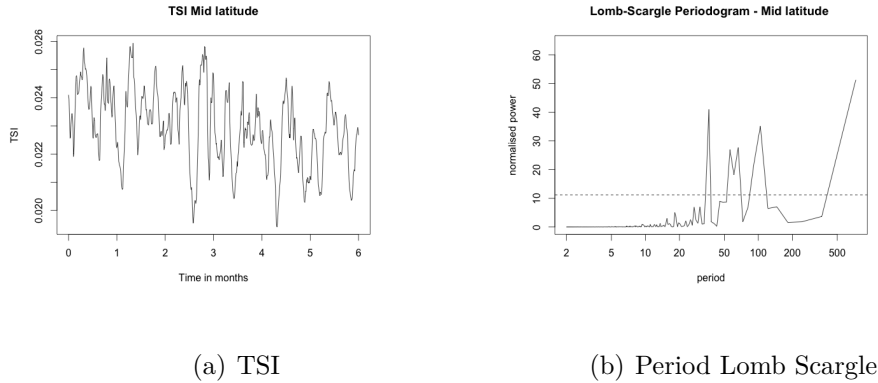 TSI Mid latitude
TSI
0.020 0.022 0.024 0.026
0 1 2 3 4 5 6
Time in months
(a) TSI
Lomb-Scargle Periodogram - Mid latitude
normalised power
0 10 20 30 40 50 60
2 5 10 20 50 100 200 500
period
(b) Period Lomb Scargle